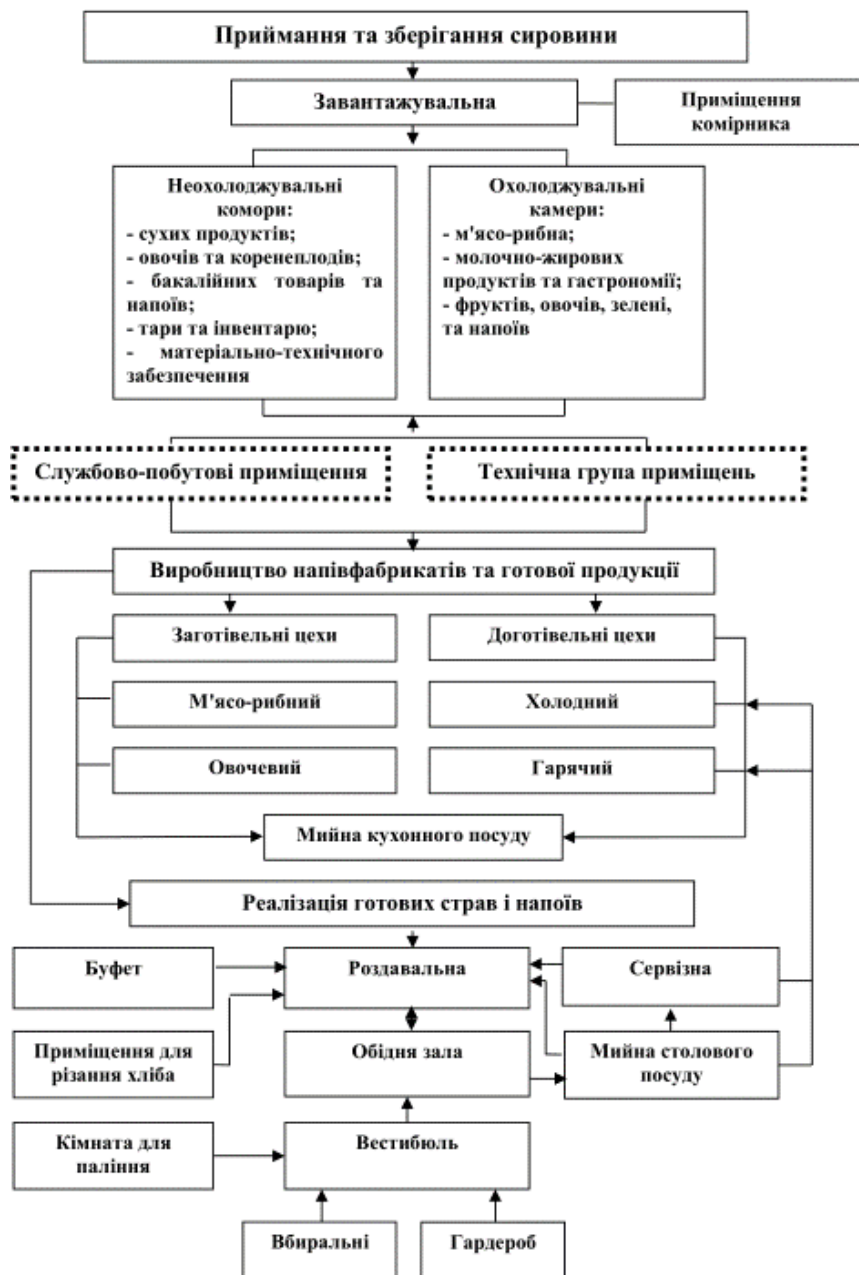 Приймання та зберігання сировини
Завантажувальна
Приміщення
комірника
Неохолоджувальні
комори:
- сухих продуктів;
- овочів та коренеплодів;
- бакалійних товарів та
напоїв;
- тари та інвентарю;
- матеріально-технічного
забезпечення
Охолоджувальні
камери:
- м'ясо-рибна;
- молочно-жирових
продуктів та гастрономії;
- фруктів, овочів, зелені,
та напоїв
Службово-побутові приміщення
Технічна група приміщень
Виробництво напівфабрикатів та готової продукції
Заготівельні цехи
Доготівельні цехи
М'ясо-рибний
Холодний
Овочевий
Гарячий
Мийна кухонного посуду
Реалізація готових страв і напоїв
Буфет
Роздавальна
Сервізна
Приміщення для
різання хліба
Обідня зала
Мийна столового
посуду
Кімната для
паління
Вестибюль
Вбиральні
Гардероб